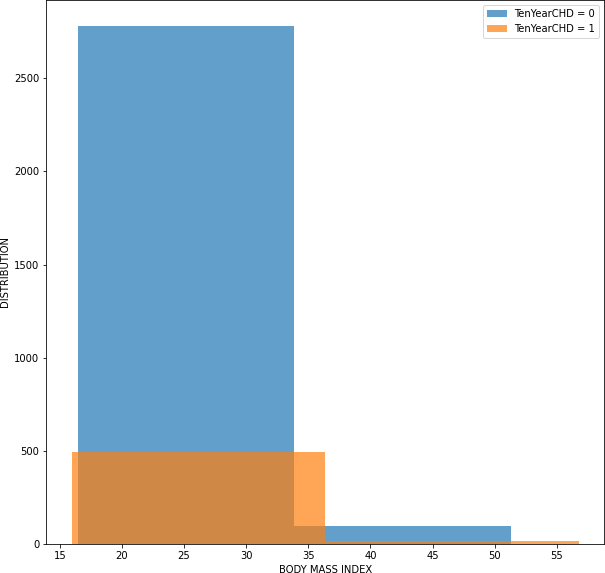 TenYearCHD = 0
TenYearCHD = 1
2500
2000
1500
1000
500
0
DISTRIBUTION
15 20 25 30 35 40 45 50 55
BODY MASS INDEX